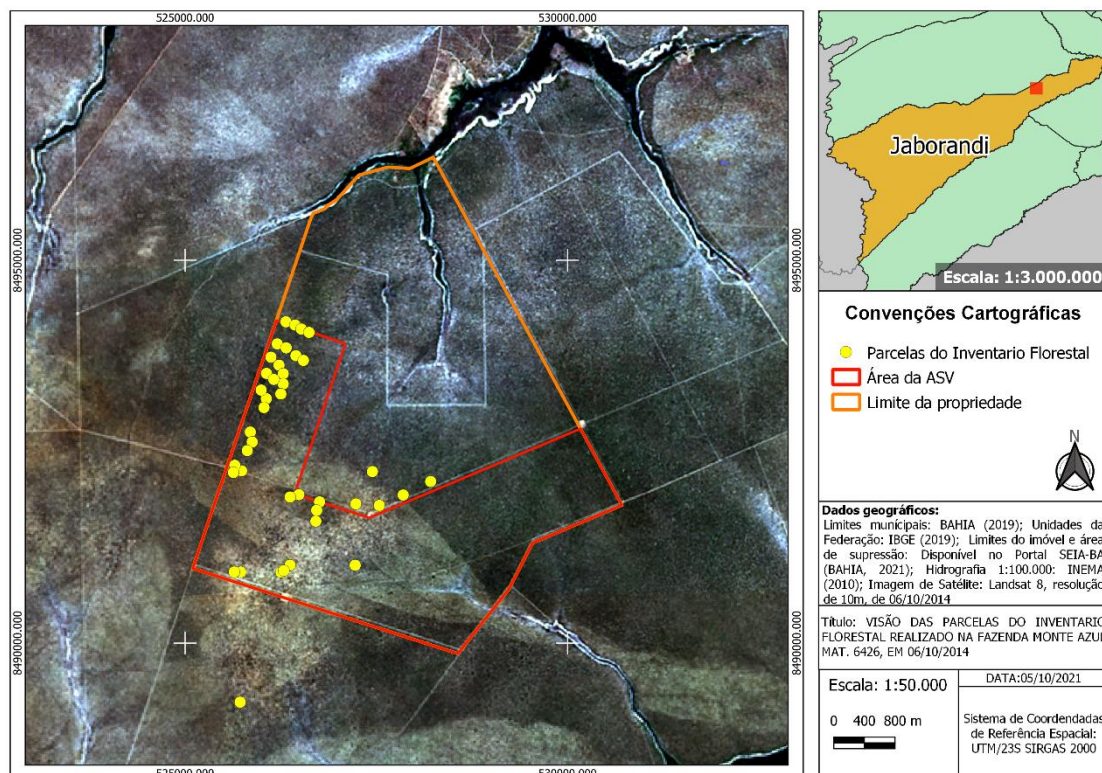 525000.000
530000.000
8495000.000
8495000.000
8490000.000
8490000.000
525000.000
530000.000
Jaborandi
Escala: 1:3.000.000
Convenções Cartográficas
Parcelas do Inventario Florestal
Área da ASV
Limite da propriedade
N
Dados geográficos:
Limites municípais: BAHIA (2019); Unidades da
Federação: IBGE (2019); Limites do imóvel e área
de supressão: Disponível no Portal SEIA-BA
(BAHIA, 2021); Hidrografia 1:100.000: INEMA
(2010); Imagem de Satélite: Landsat 8, resolução
de 10m, de 06/10/2014
Título: VISÃO DAS PARCELAS DO INVENTARIO
FLORESTAL REALIZADO NA FAZENDA MONTE AZUL
MAT. 6426, EM 06/10/2014
Escala: 1:50.000
0 400 800 m
DATA:05/10/2021
Sistema de Coordendadas
de Referência Espacial:
UTM/23S SIRGAS 2000